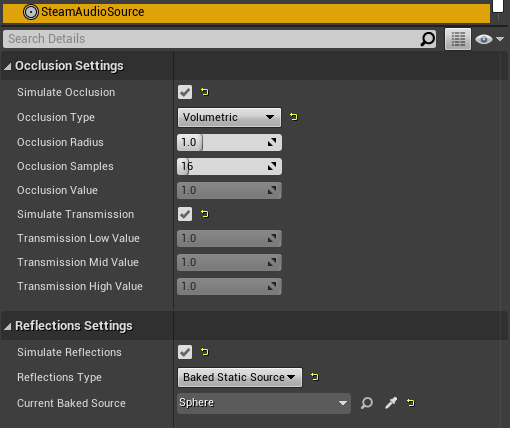 SteamAudioSource
Search Details
Occlusion Settings
Simulate Occlusion
Occlusion Type Volumetric
Occlusion Radius 1.0
Occlusion Samples 16
Occlusion Value 1.0
Simulate Transmission
Transmission Low Value 1.0
Transmission Mid Value 1.0
Transmission High Value 1.0
Reflections Settings
Simulate Reflections
Reflections Type Baked Static Source
Current Baked Source Sphere